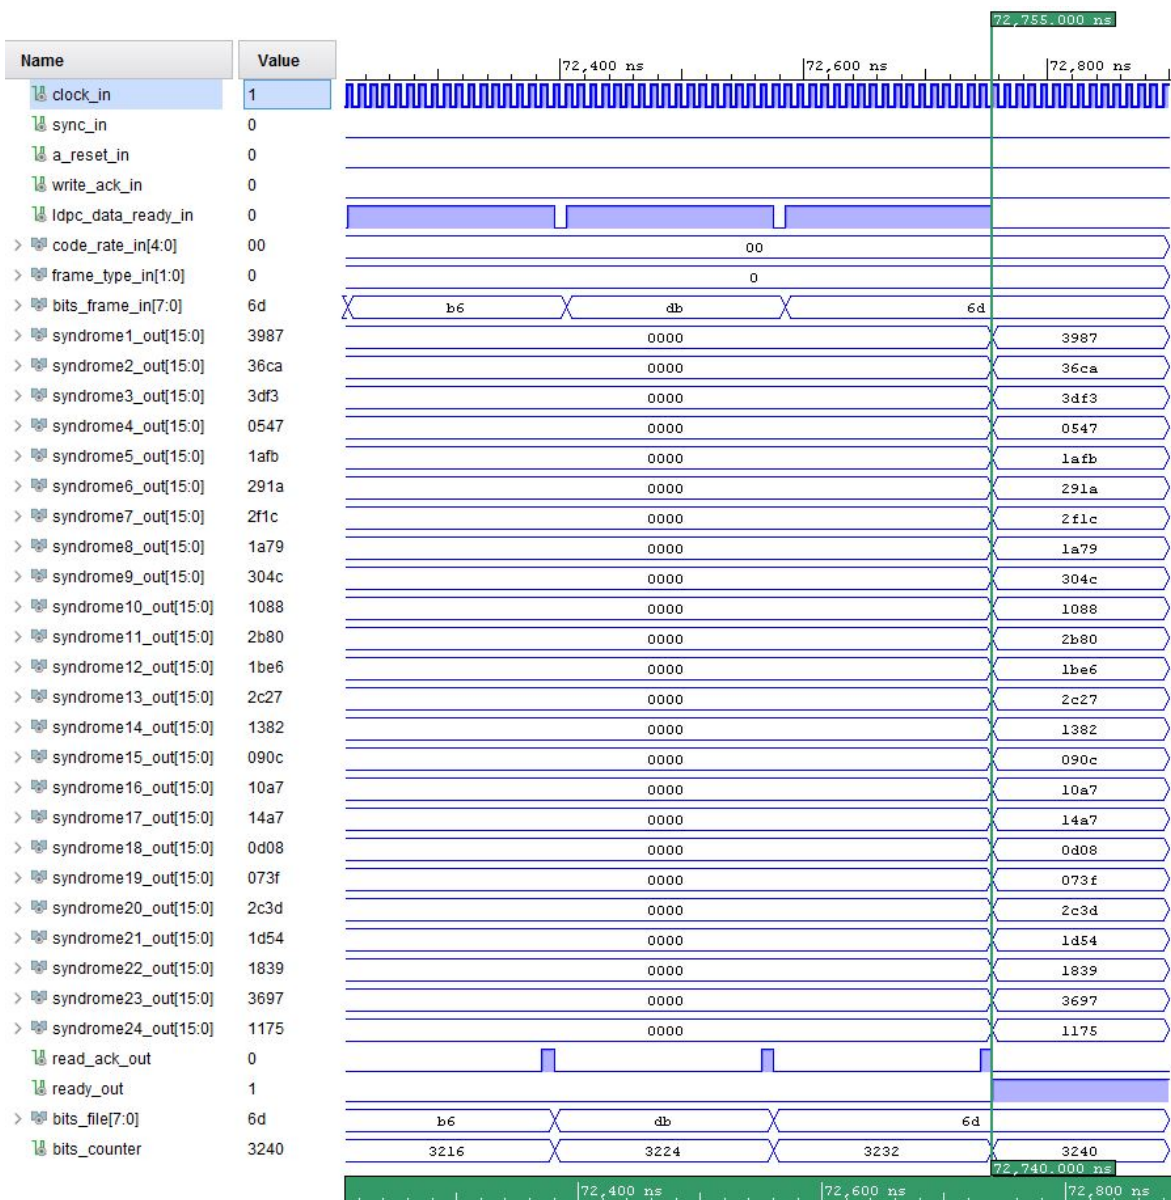 72,755.000 ns
Name Value 72,400 ns 72,600 ns 72,800 ns
clock_in 1
sync_in 0
a_reset_in 0
write_ack_in 0
ldpc_data_ready_in 0
code_rate_in[4:0] 00 00
frame_type_in[1:0] 0 0
bits_frame_in[7:0] 6d b6 db 6d
syndrome1_out[15:0] 3987 0000 3987
syndrome2_out[15:0] 36ca 0000 36ca
syndrome3_out[15:0] 3df3 0000 3df3
syndrome4_out[15:0] 0547 0000 0547
syndrome5_out[15:0] 1afb 0000 1afb
syndrome6_out[15:0] 291a 0000 291a
syndrome7_out[15:0] 2f1c 0000 2f1c
syndrome8_out[15:0] 1a79 0000 1a79
syndrome9_out[15:0] 304c 0000 304c
syndrome10_out[15:0] 1088 0000 1088
syndrome11_out[15:0] 2b80 0000 2b80
syndrome12_out[15:0] 1be6 0000 1be6
syndrome13_out[15:0] 2c27 0000 2c27
syndrome14_out[15:0] 1382 0000 1382
syndrome15_out[15:0] 090c 0000 090c
syndrome16_out[15:0] 10a7 0000 10a7
syndrome17_out[15:0] 14a7 0000 14a7
syndrome18_out[15:0] 0d08 0000 0d08
syndrome19_out[15:0] 073f 0000 073f
syndrome20_out[15:0] 2c3d 0000 2c3d
syndrome21_out[15:0] 1d54 0000 1d54
syndrome22_out[15:0] 1839 0000 1839
syndrome23_out[15:0] 3697 0000 3697
syndrome24_out[15:0] 1175 0000 1175
read_ack_out 0
ready_out 1
bits_file[7:0] 6d b6 db 6d
bits_counter 3240 3216 3224 3232 3240
72,740.000 ns
72,400 ns 72,600 ns 72,800 ns